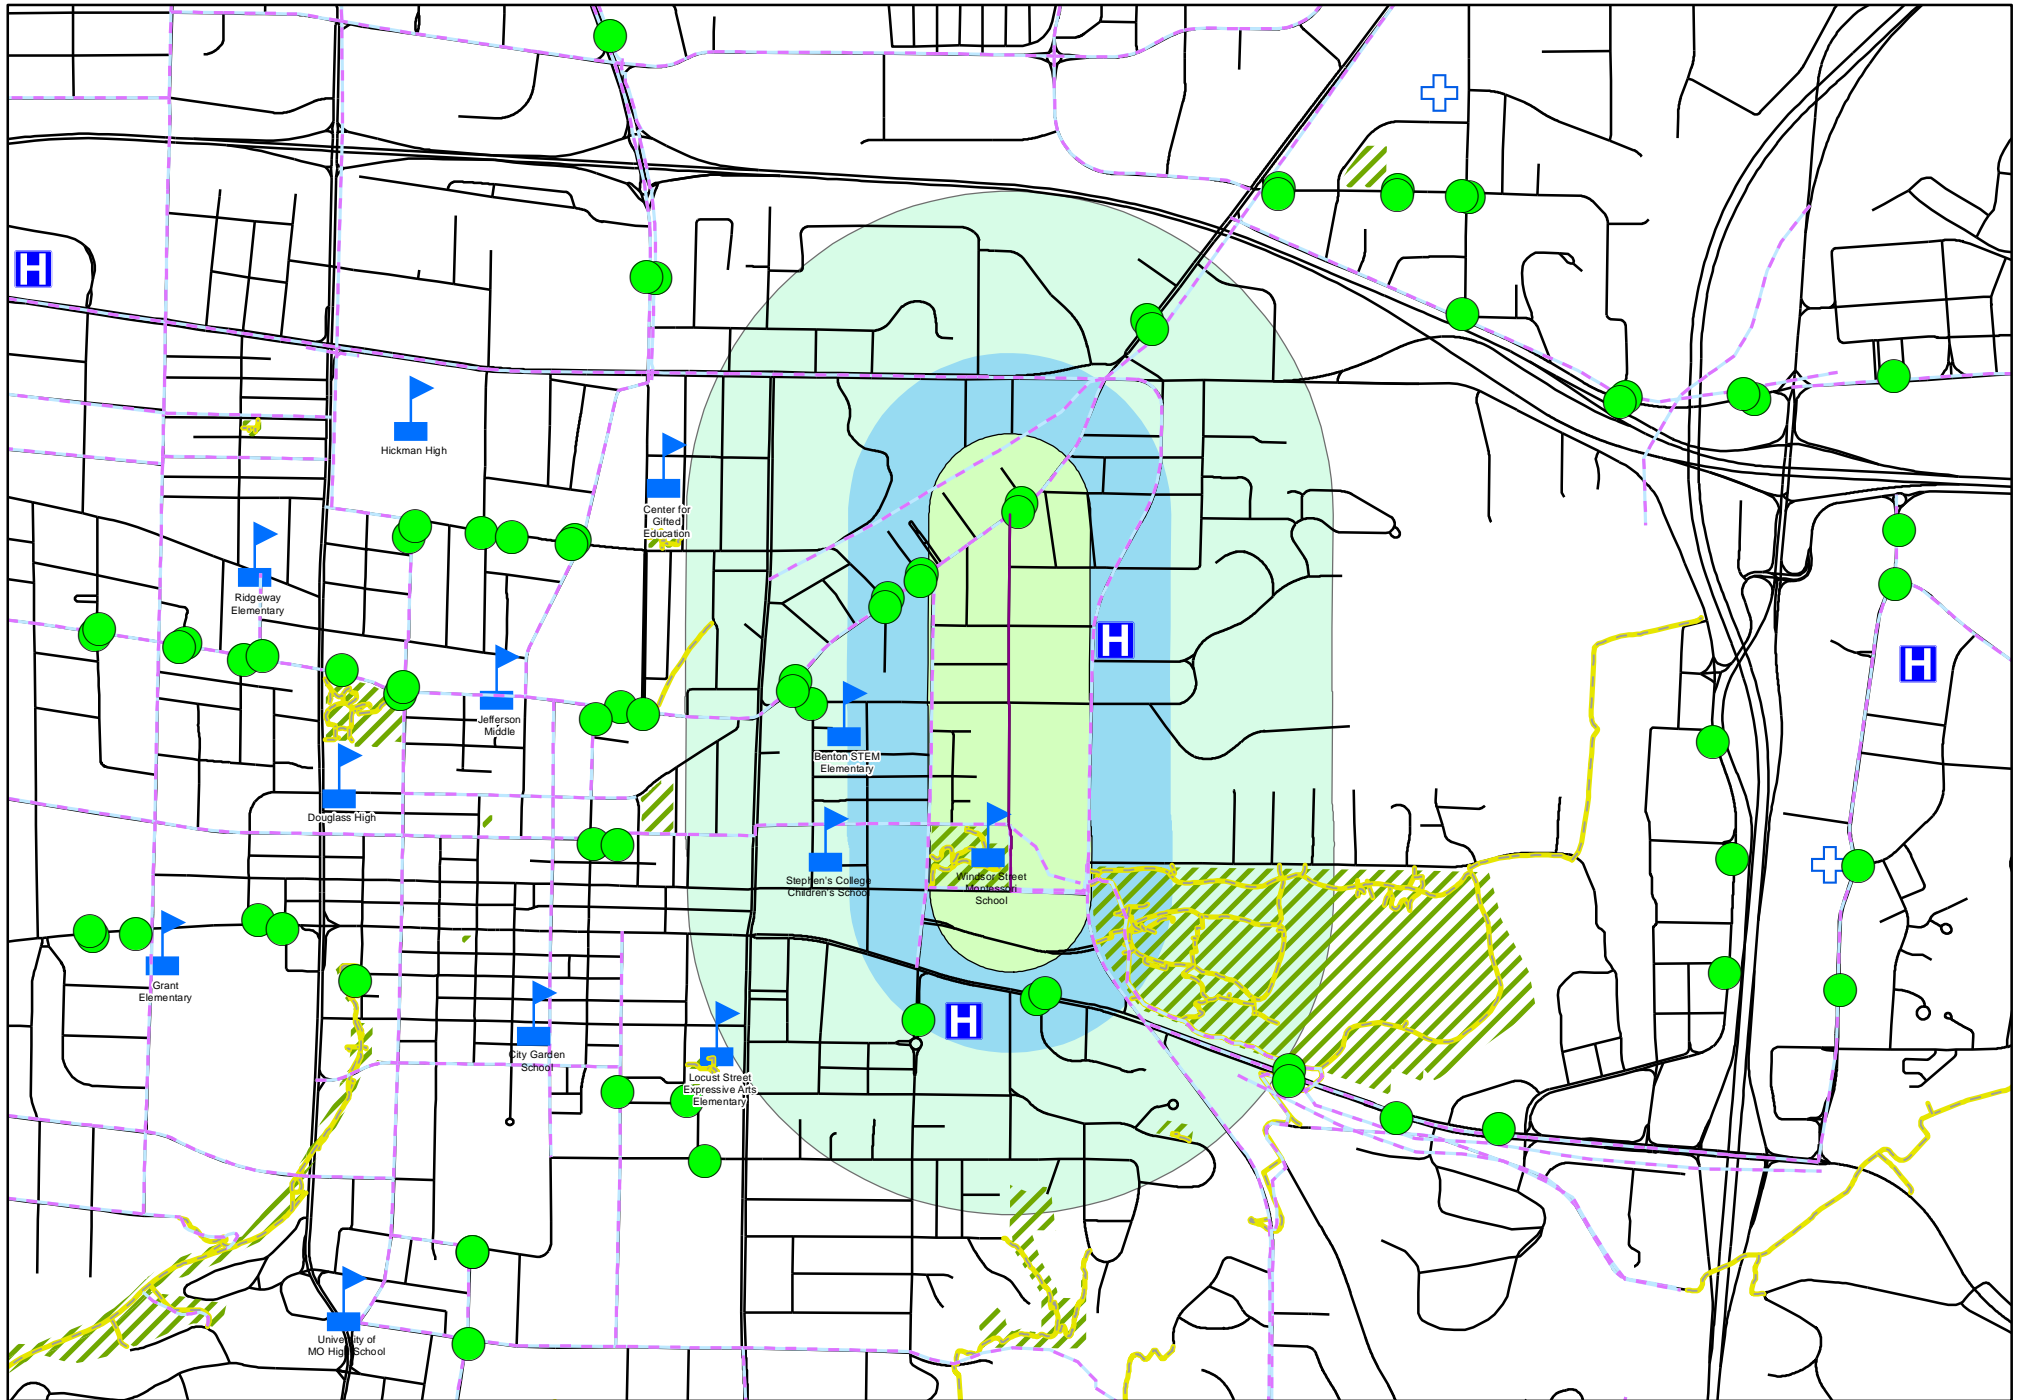 H
Hickman High
Center for
Gifted
Education
Ridgeway
Elementary
H
H
Jefferson
Middle
Benton STEM
Elementary
Douglass High
Stephen's College
Children's School
Windsor Street
Montessori
School
Grant
Elementary
H
City Garden
School
Locust Street
Expressive Arts
Elementary
University of
MO High School